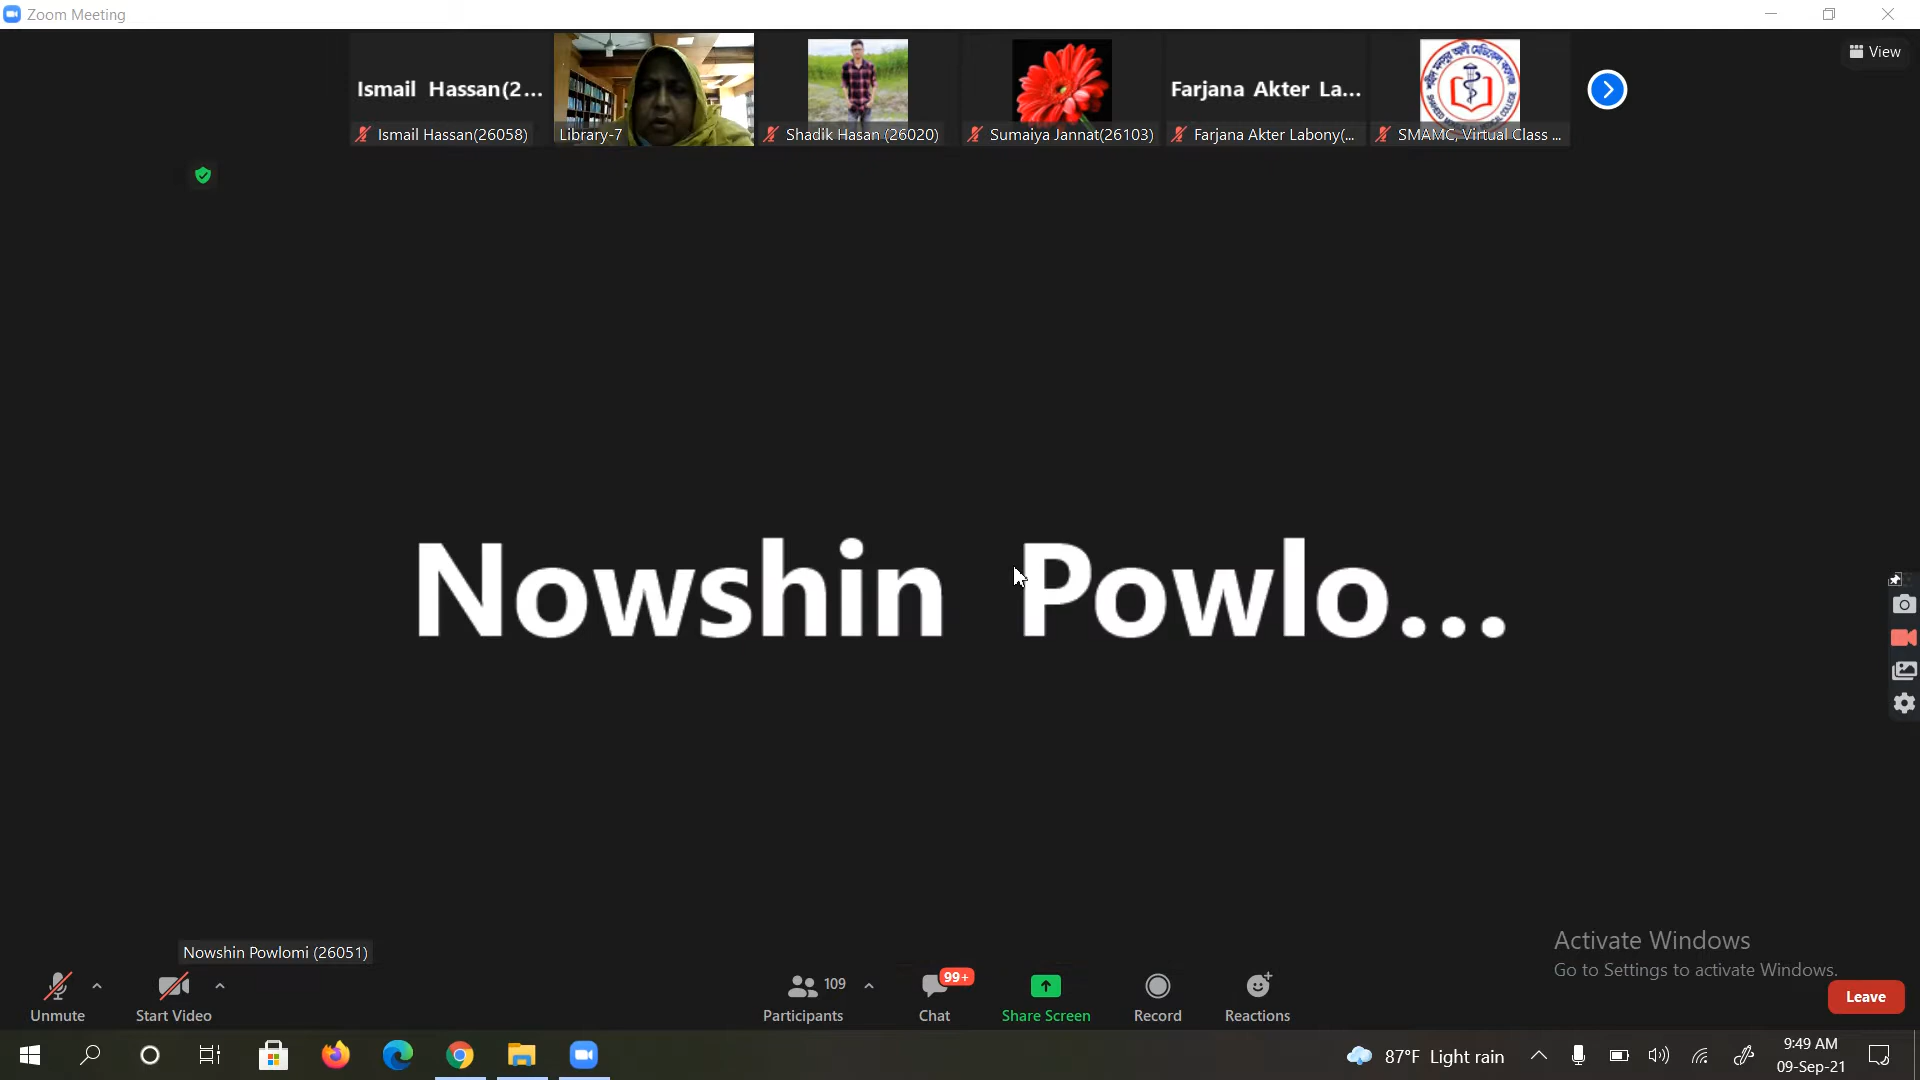 Zoom Meeting
View
Ismail Hassan(2...
Farjana Akter La...
Ismail Hassan(26058)
Library-7
Shadik Hasan (26020)
Sumaiya Jannat(26103)
Farjana Akter Labony(...
SMAMC, Virtual Class ...
Nowshin Powlo...
Activate Windows
Go to Settings to activate Windows.
Nowshin Powlomi (26051)
109
99+
Unmute
Start Video
Participants
Chat
Share Screen
Record
Reactions
Leave
87°F Light rain
9:49 AM
09-Sep-21